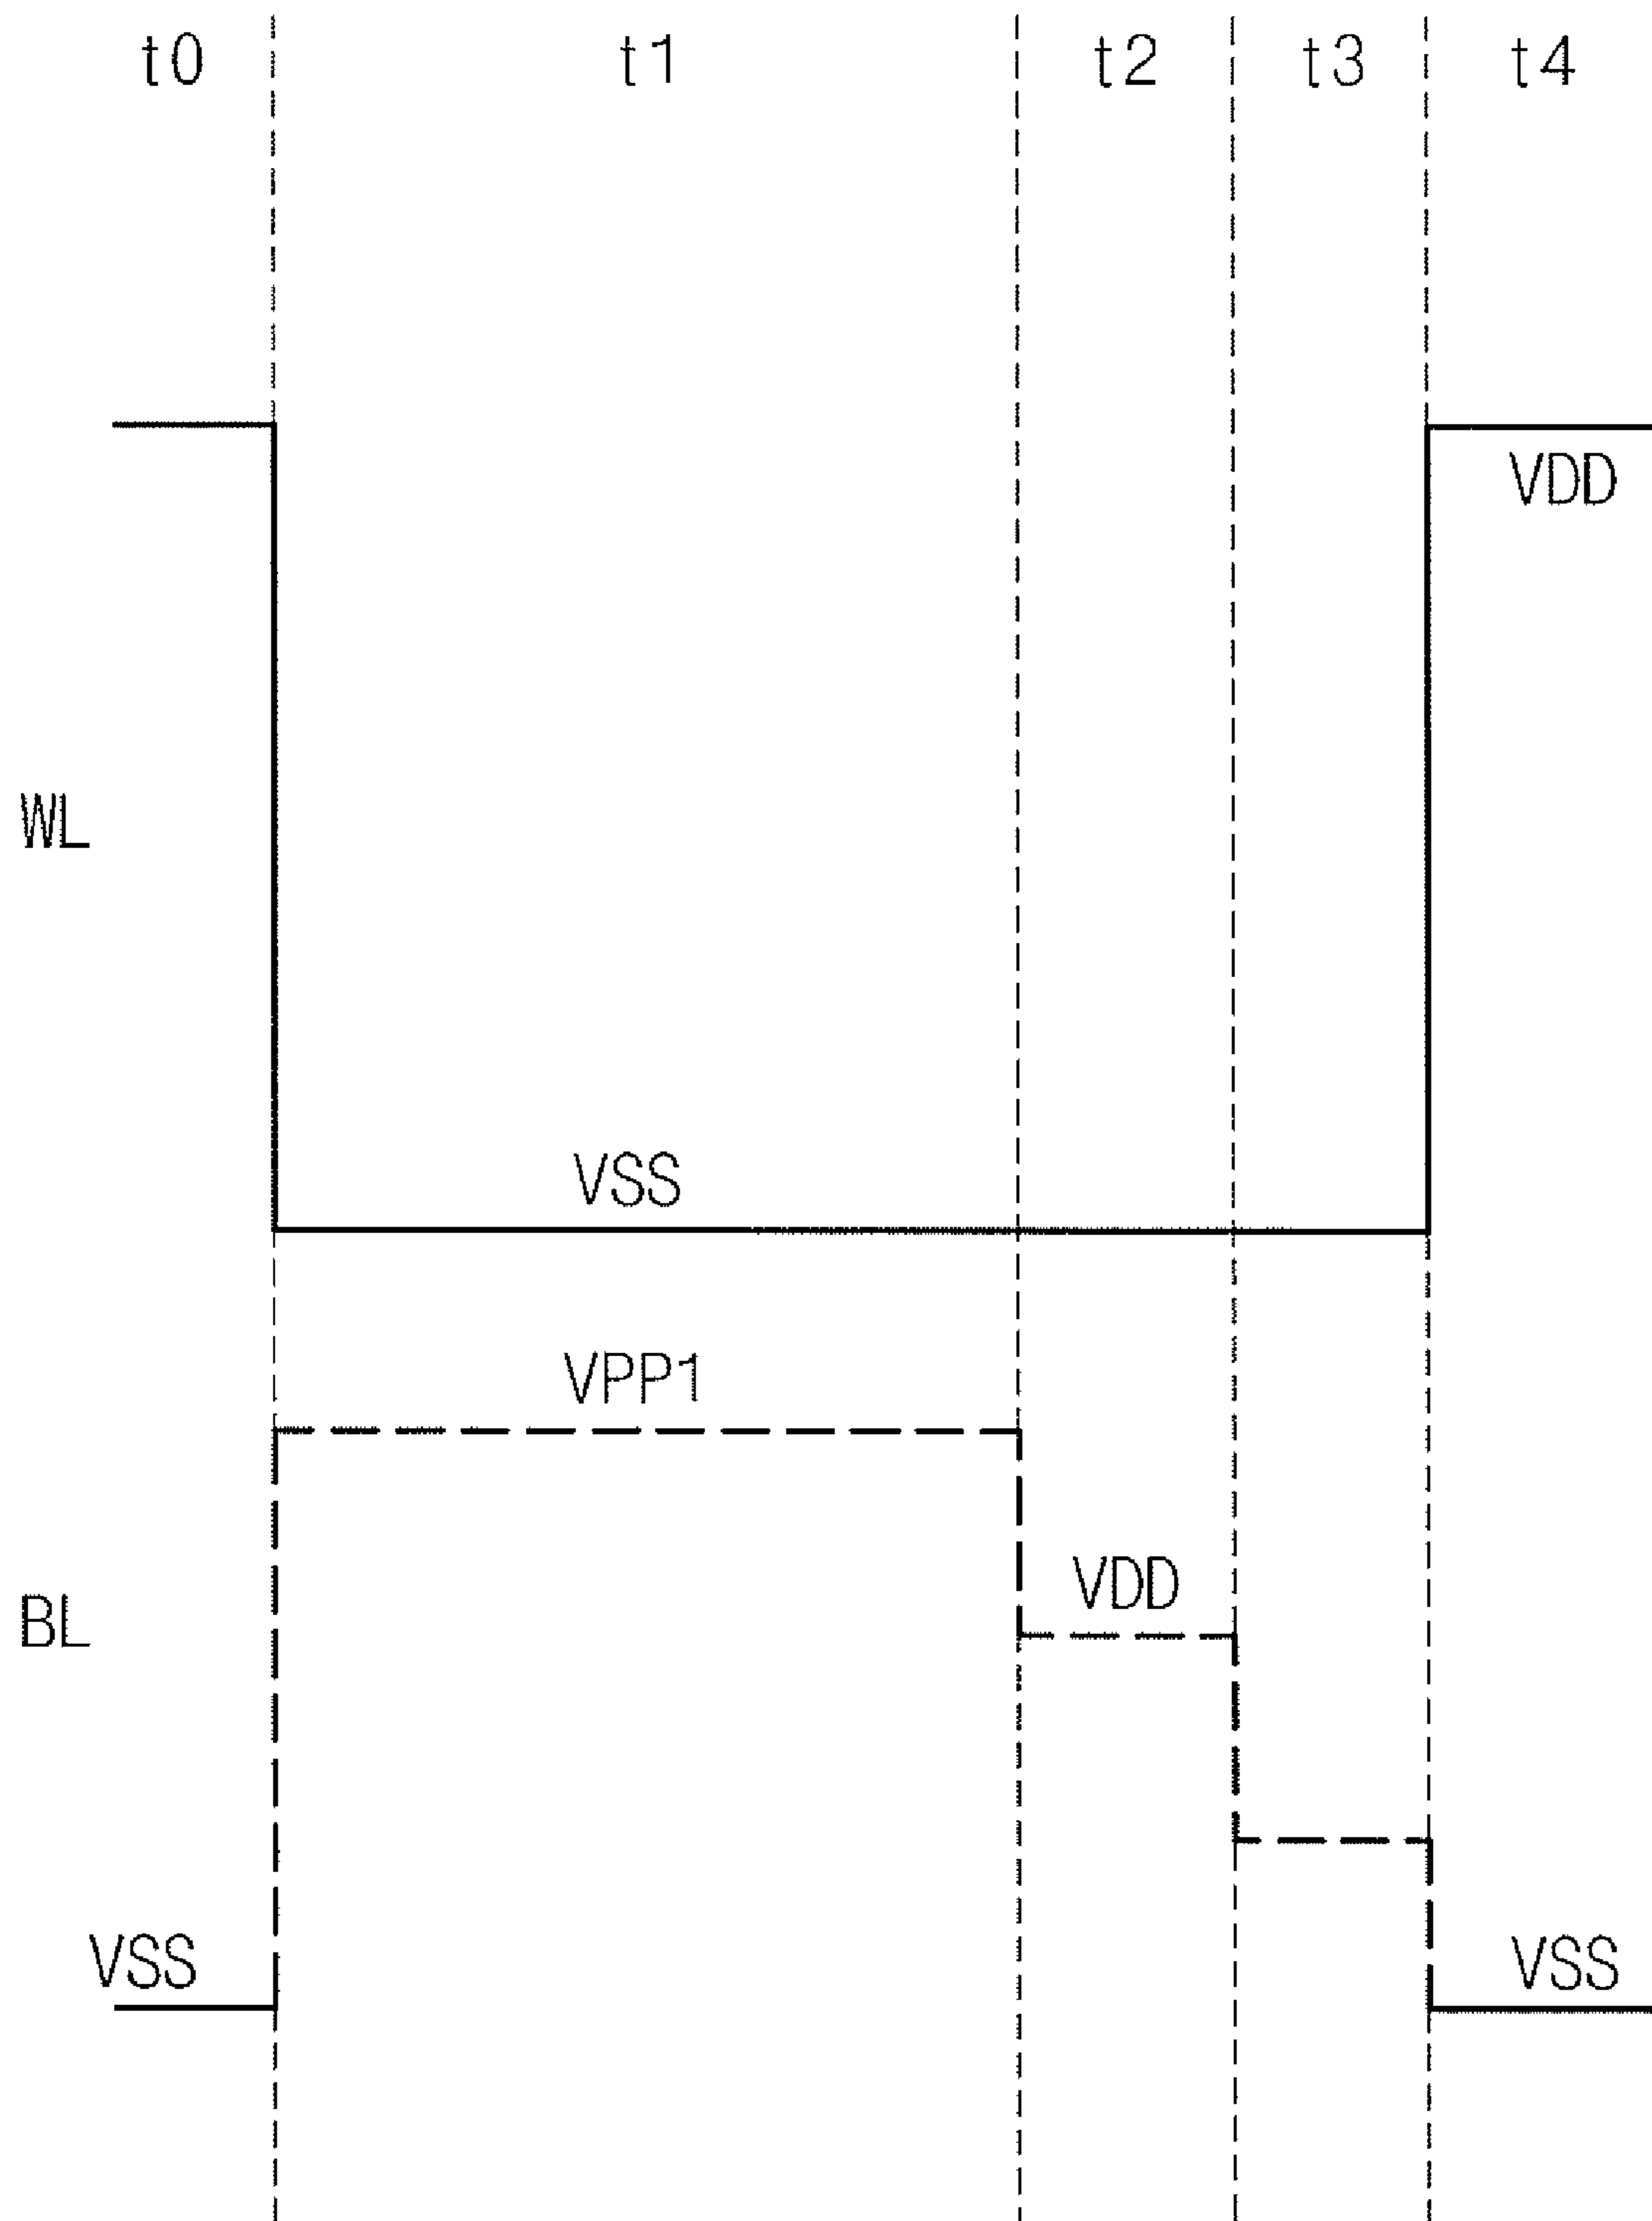 t0 t1 t2 t3 t4
VDD
WL
VSS
VPP1
VDD
BL
VSS VSS